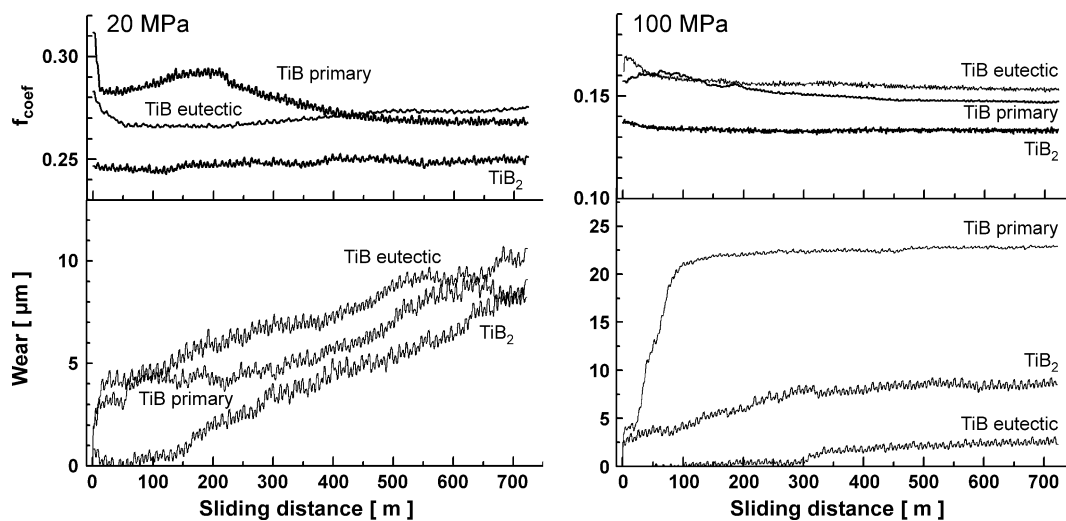 20 MPa
0.30
0.25
f_coef
TiB primary
TiB eutectic
TiB₂
10
5
0
Wear [ µm ]
TiB eutectic
TiB primary
TiB₂
0 100 200 300 400 500 600 700
Sliding distance [ m ]
100 MPa
0.15
0.10
TiB eutectic
TiB primary
TiB₂
25
20
15
10
5
2.5
0
TiB primary
TiB₂
TiB eutectic
0 100 200 300 400 500 600 700
Sliding distance [ m ]